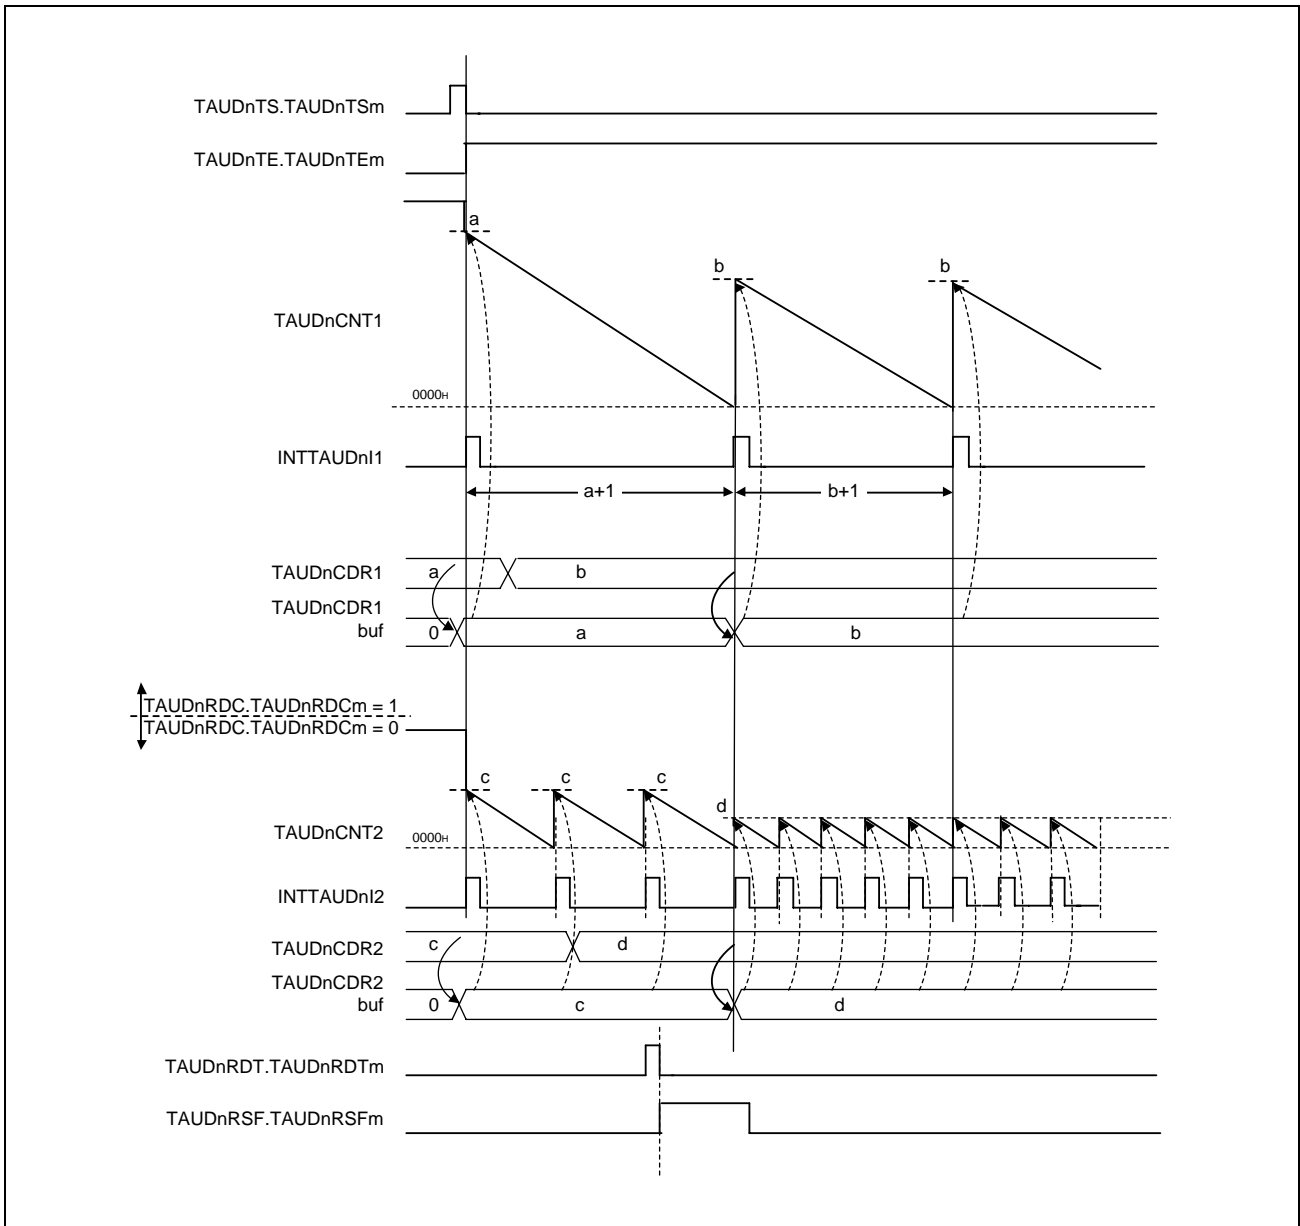 TAUDnTS.TAUDnTSm
TAUDnTE.TAUDnTEm
a
b
b
TAUDnCNT1
0000H
INTTAUDnI1
a+1
b+1
TAUDnCDR1
a
b
TAUDnCDR1
buf
0
a
b
TAUDnRDC.TAUDnRDCm = 1
TAUDnRDC.TAUDnRDCm = 0
c
c
c
d
TAUDnCNT2
0000H
INTTAUDnI2
TAUDnCDR2
c
d
TAUDnCDR2
buf
0
c
d
TAUDnRDT.TAUDnRDTm
TAUDnRSF.TAUDnRSFm